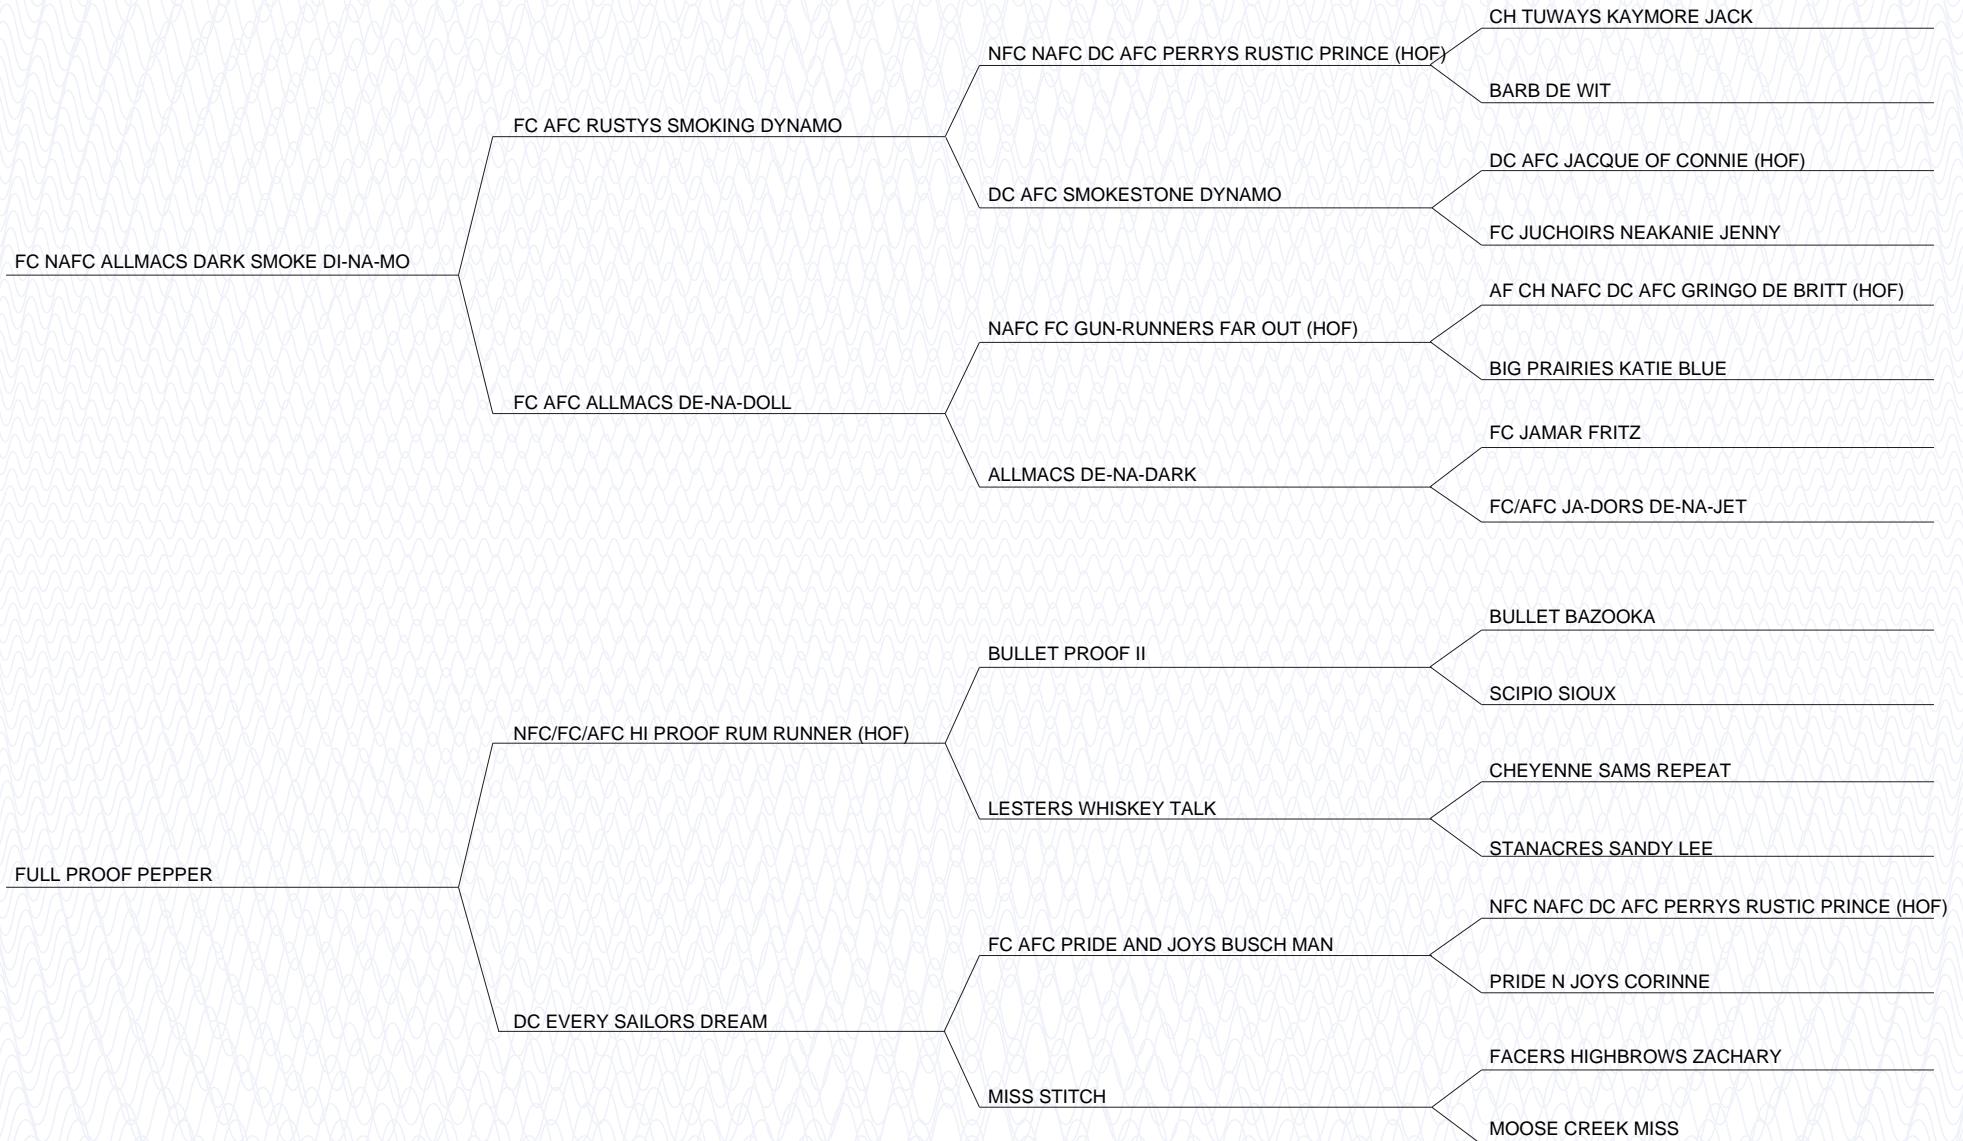 CH TUWAYS KAYMORE JACK
NFC NAFC DC AFC PERRYS RUSTIC PRINCE (HOF)
BARB DE WIT
FC AFC RUSTYS SMOKING DYNAMO
DC AFC JACQUE OF CONNIE (HOF)
DC AFC SMOKESTONE DYNAMO
FC JUCHOIRS NEAKANIE JENNY
FC NAFC ALLMACS DARK SMOKE DI-NA-MO
AF CH NAFC DC AFC GRINGO DE BRITT (HOF)
NAFC FC GUN-RUNNERS FAR OUT (HOF)
BIG PRAIRIES KATIE BLUE
FC AFC ALLMACS DE-NA-DOLL
FC JAMAR FRITZ
ALLMACS DE-NA-DARK
FC/AFC JA-DORS DE-NA-JET
BULLET BAZOOKA
BULLET PROOF II
SCIPIO SIOUX
NFC/FC/AFC HI PROOF RUM RUNNER (HOF)
CHEYENNE SAMS REPEAT
LESTERS WHISKEY TALK
STANACRES SANDY LEE
FULL PROOF PEPPER
NFC NAFC DC AFC PERRYS RUSTIC PRINCE (HOF)
FC AFC PRIDE AND JOYS BUSCH MAN
PRIDE N JOYS CORINNE
DC EVERY SAILORS DREAM
FACERS HIGHBROWS ZACHARY
MISS STITCH
MOOSE CREEK MISS